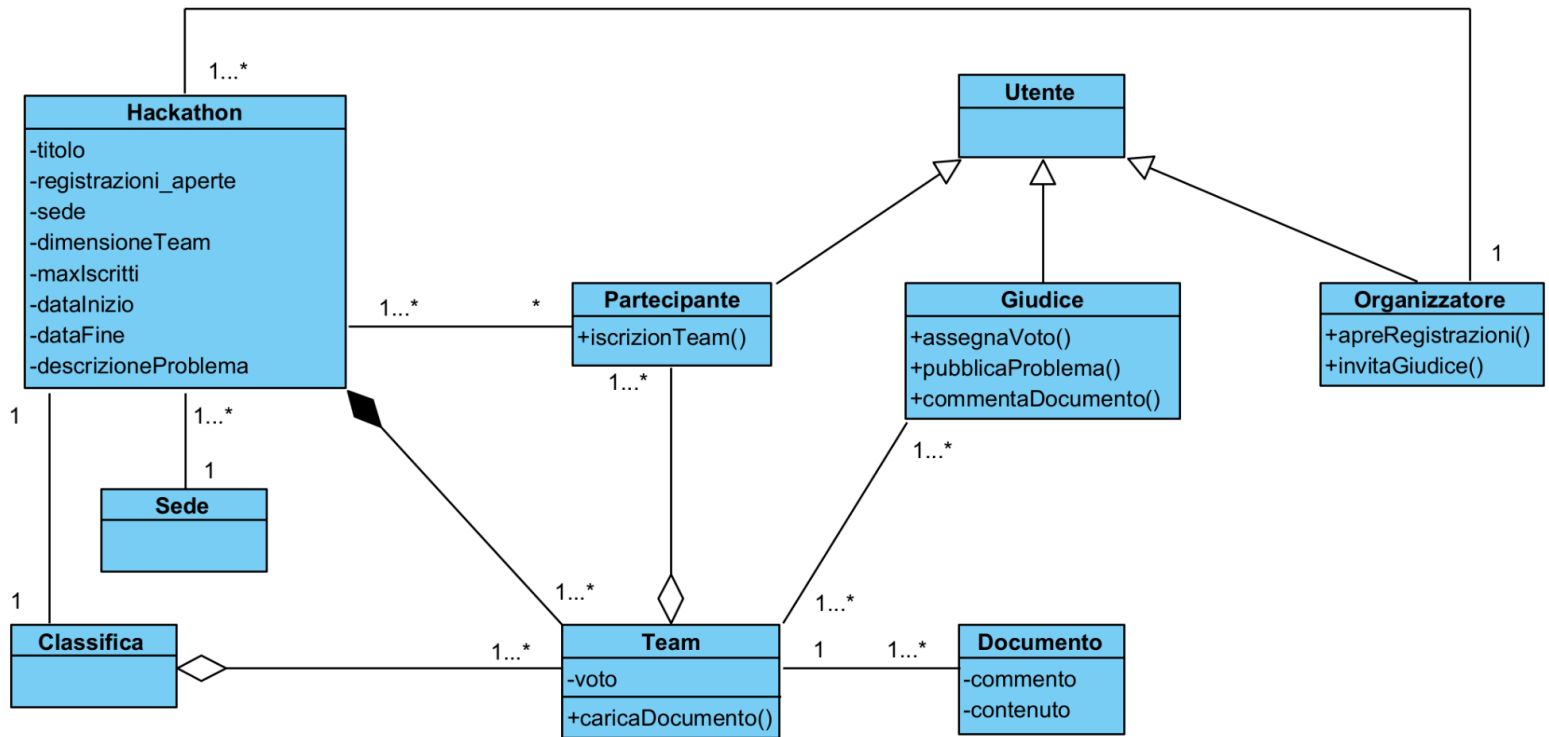 1...*
Hackathon
-titolo
-registrazioni_aperte
-sede
-dimensioneTeam
-maxIscritti
-dataInizio
-dataFine
-descrizioneProblema
Utente
1
1...*
*
Partecipante
+iscrizionTeam()
1...*
Giudice
+assegnaVoto()
+pubblicaProblema()
+commentaDocumento()
1...*
Organizzatore
+apreRegistrazioni()
+invitaGiudice()
1
1...*
1
Sede
1
Classifica
1...*
1...*
1...*
Team
-voto
+caricaDocumento()
1
1...*
Documento
-commento
-contenuto